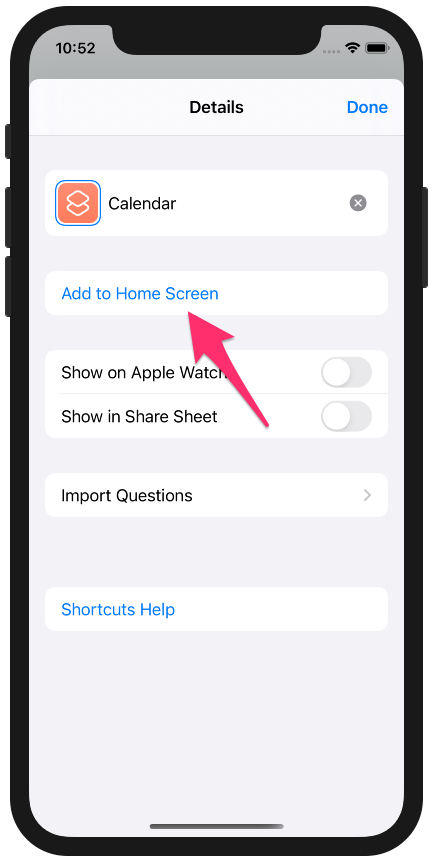 10:52
Details
Done
Calendar
Add to Home Screen
Show on Apple Watch
Show in Share Sheet
Import Questions
Shortcuts Help